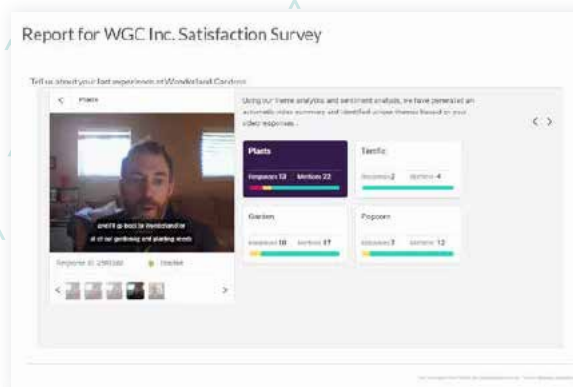 Report for WGC Inc. Satisfaction Survey
Tell us about your last experience at Wonderland Gardens
Plants
Using our theme analytics and sentiment analysis, we have generated an
automatic video summary and identified unique themes based on your
video responses.
Plants
Responses 13 Mentions 22
Terrific
Responses 2 Mentions 4
Garden
Responses 10 Mentions 17
Popcorn
Responses 7 Mentions 12
and I'll go back to Wonderland for
all of our gardening and planting needs
Response ID:
Positive